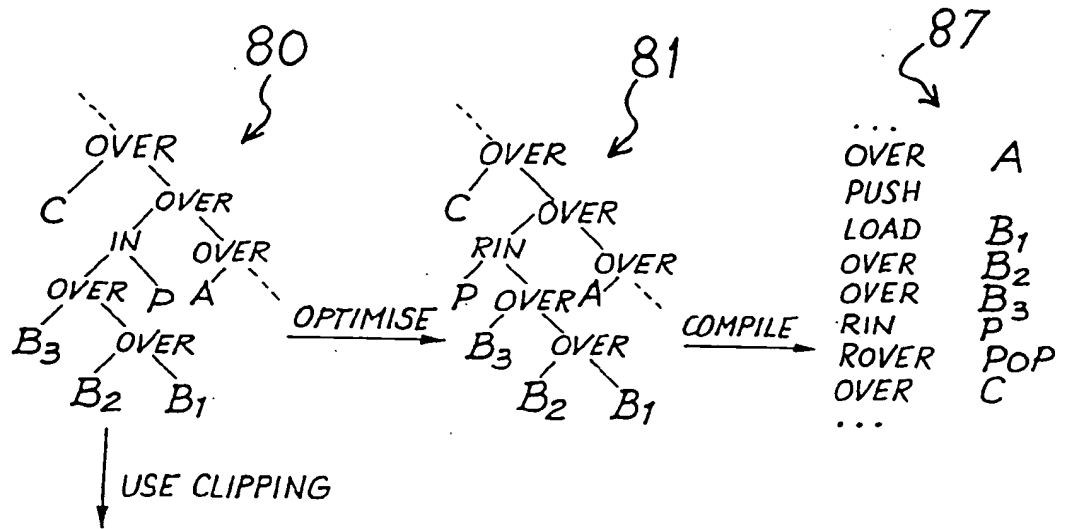 80
81
87
OVER
C OVER
IN OVER
OVER P A
B3 OVER
B2 B1
OPTIMISE
OVER
C OVER
RIN OVER
P OVER A
B3 OVER
B2 B1
COMPILE
...
OVER A
PUSH
LOAD B1
OVER B2
OVER B3
RIN P
ROVER POP
OVER C
...
USE CLIPPING